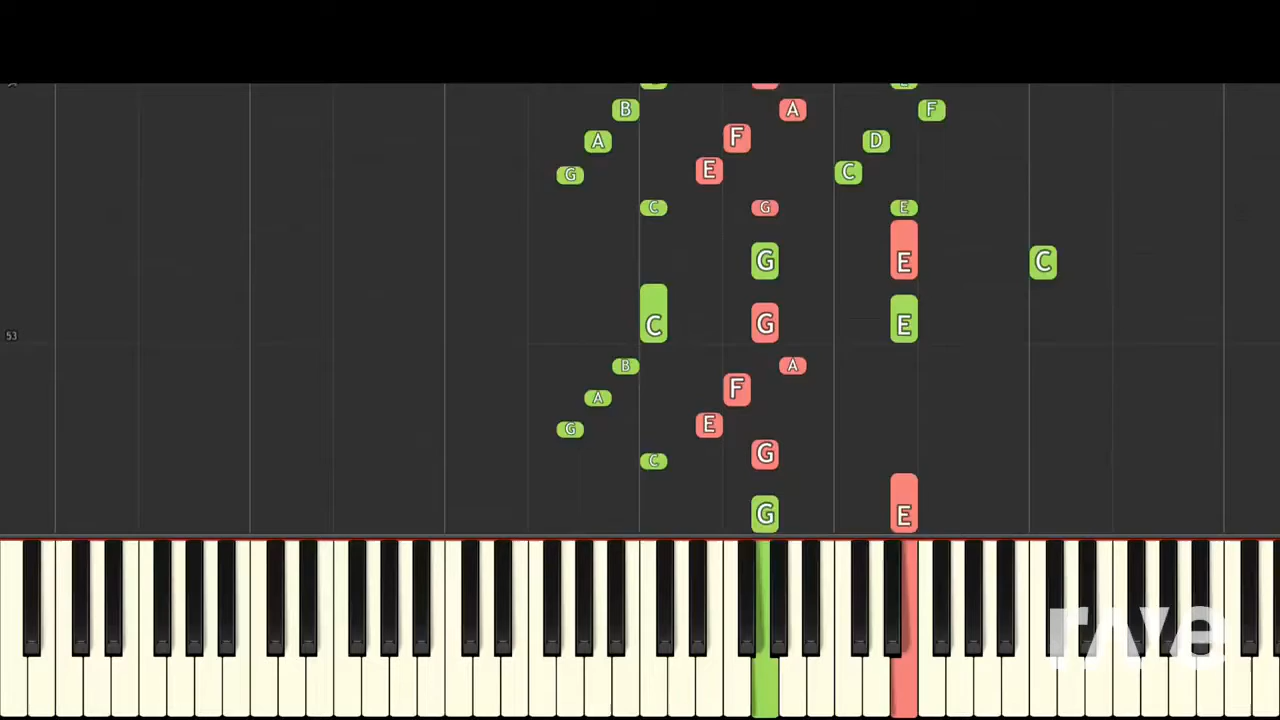 B A F
A F D
G E C
C G E
G E C
C G E
53
B A
A F
G E
C G
G E
rave